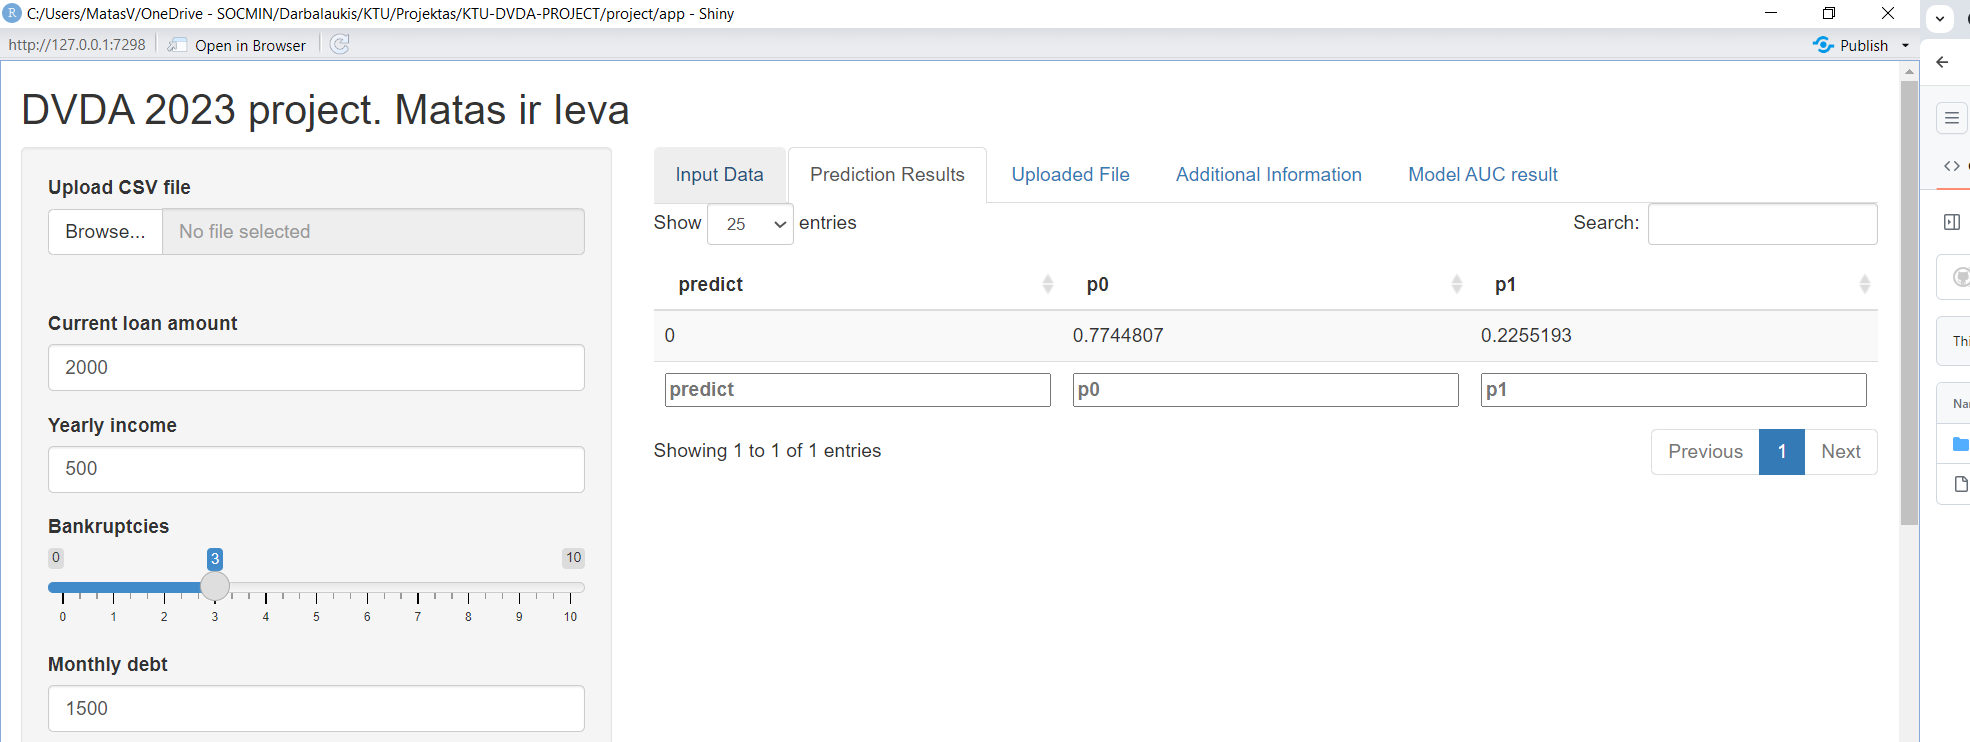 C:/Users/MatasV/OneDrive - SOCMIN/Darbalaukis/KTU/Projektas/KTU-DVDA-PROJECT/project/app - Shiny
http://127.0.0.1:7298 Open in Browser Publish
DVDA 2023 project. Matas ir Ieva
Upload CSV file
Browse... No file selected
Current loan amount
2000
Yearly income
500
Bankruptcies
0 3 10
0 1 2 3 4 5 6 7 8 9 10
Monthly debt
1500
Input Data Prediction Results Uploaded File Additional Information Model AUC result
Show 25 entries Search:
predict p0 p1
0 0.7744807 0.2255193
predict p0 p1
Showing 1 to 1 of 1 entries Previous 1 Next
Thi
Na